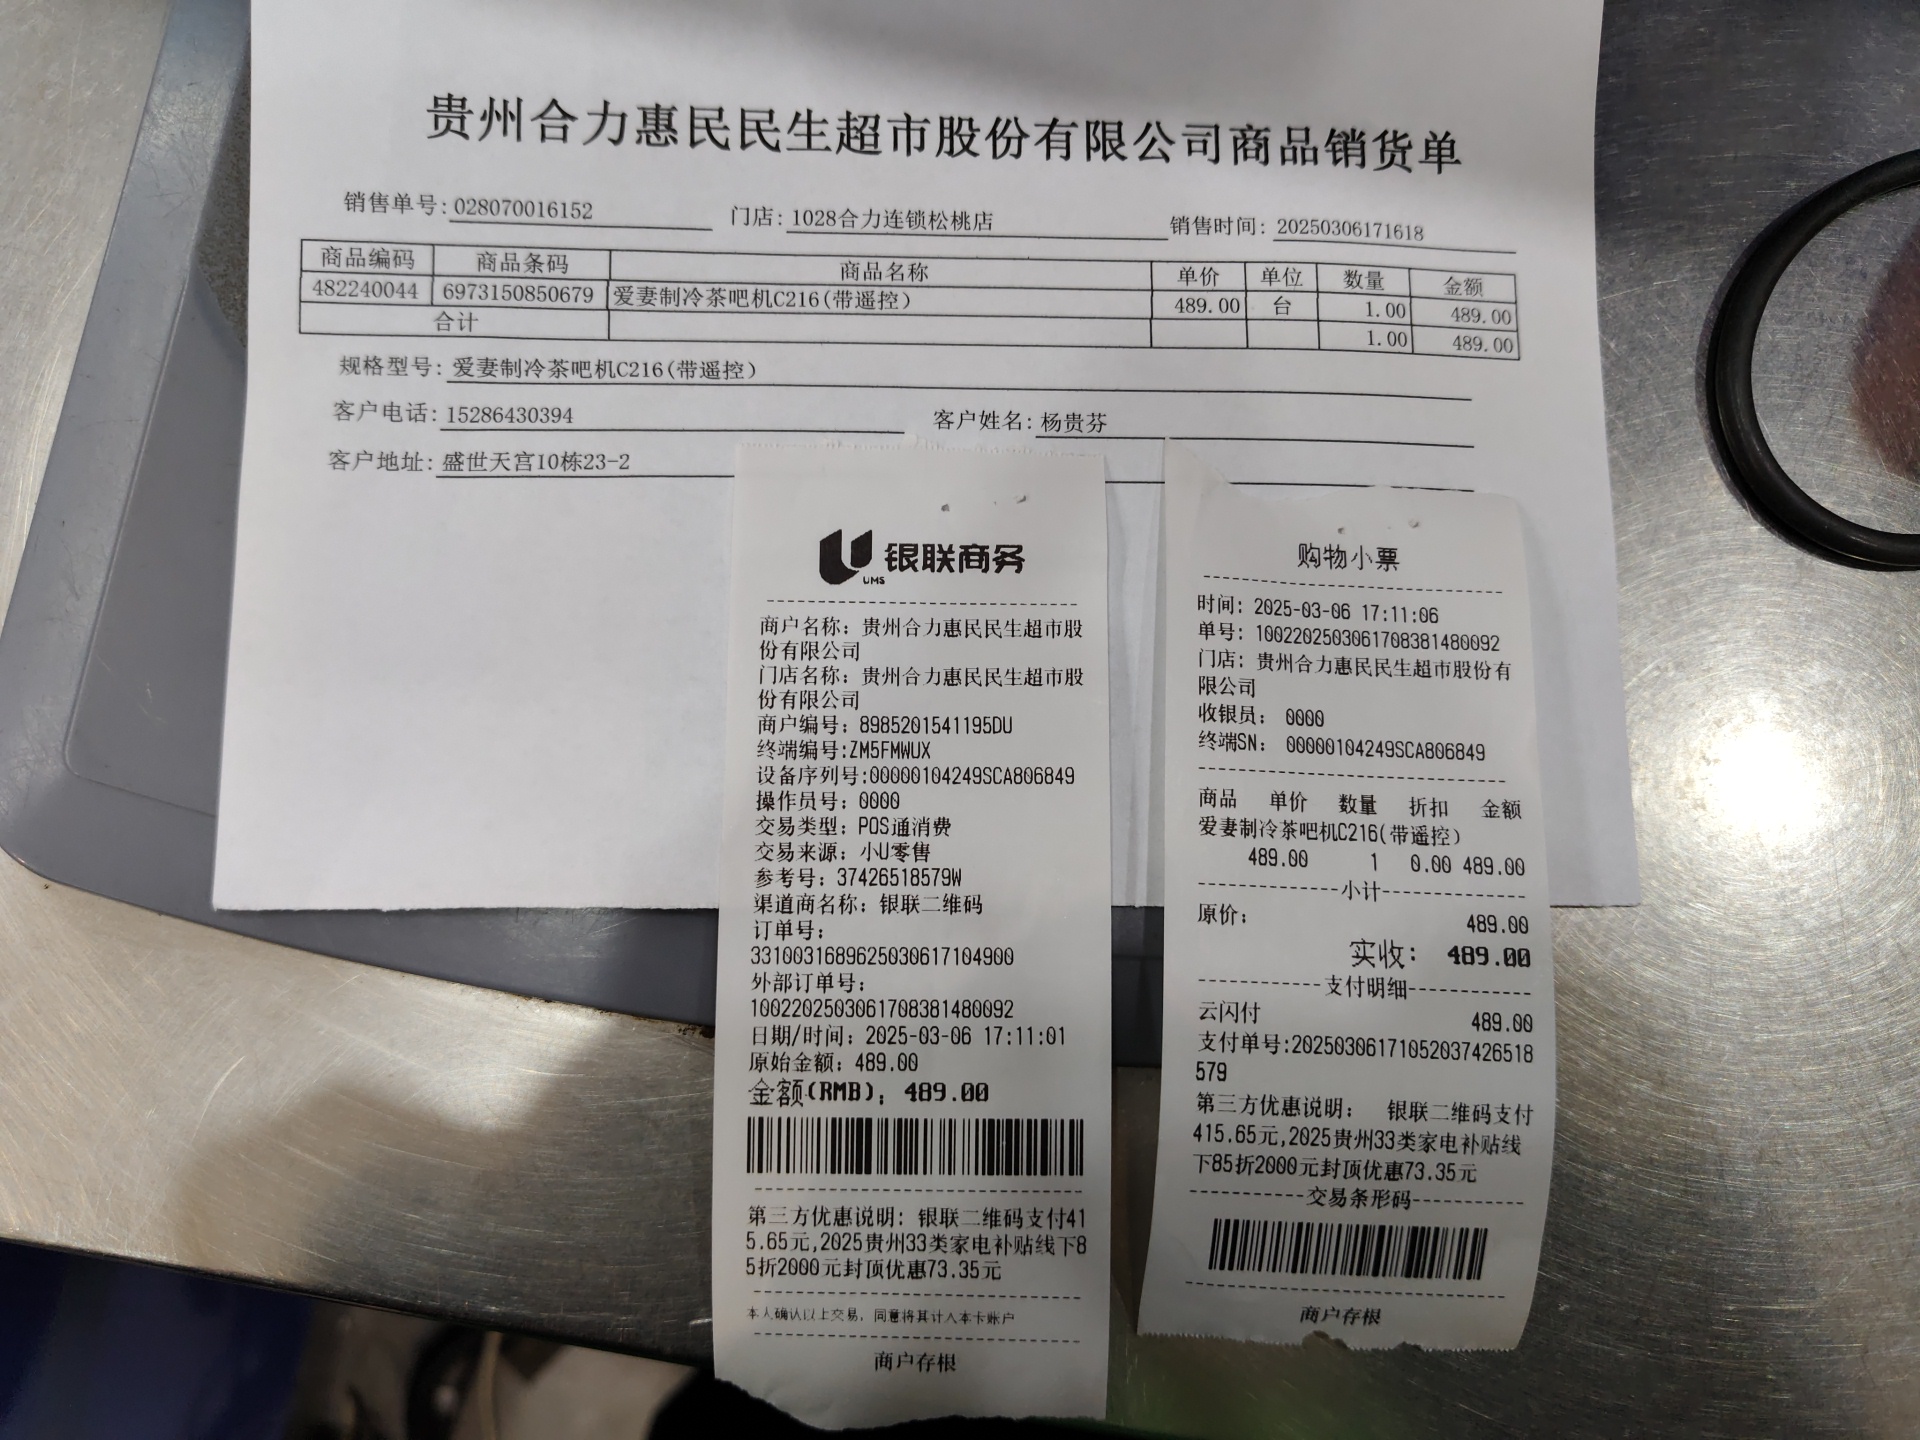 贵州合力惠民民生超市股份有限公司商品销货单
销售单号: 028070016152 门店: 1028合力连锁松桃店 销售时间: 20250306171618
商品编码 商品条码 商品名称 单价 单位 数量 金额
482240044 6973150850679 爱妻制冷茶吧机C216(带遥控) 489.00 台 1.00 489.00
合计 1.00 489.00
规格型号: 爱妻制冷茶吧机C216(带遥控)
客户电话: 15286430394 客户姓名: 杨贵芬
客户地址: 盛世天宫10栋23-2
银联商务
UMS
商户名称: 贵州合力惠民民生超市股
份有限公司
门店名称: 贵州合力惠民民生超市股
份有限公司
商户编号: 8985201541195DU
终端编号:ZM5FMWUX
设备序列号:00000104249SCA806849
操作员号: 0000
交易类型: POS通消费
交易来源: 小U零售
参考号: 37426518579W
渠道商名称: 银联二维码
订单号:
33100316896250306171049​00
外部订单号:
10022025030617083814800​92
日期/时间: 2025-03-06 17:11:01
原始金额: 489.00
金额(RMB): 489.00
第三方优惠说明: 银联二维码支付41
5.65元,2025贵州33类家电补贴线下8
5折2000元封顶优惠73.35元
本人确认以上交易, 同意将其计入本卡账户
商户存根
购物小票
时间: 2025-03-06 17:11:06
单号: 1002202503061708381480092
门店: 贵州合力惠民民生超市股份有
限公司
收银员: 0000
终端SN: 00000104249SCA806849
商品 单价 数量 折扣 金额
爱妻制冷茶吧机C216(带遥控)
489.00 1 0.00 489.00
小计
原价: 489.00
实收: 489.00
支付明细
云闪付 489.00
支付单号:20250306171052037426518
579
第三方优惠说明: 银联二维码支付
415.65元,2025贵州33类家电补贴线
下85折2000元封顶优惠73.35元
交易条形码
商户存根